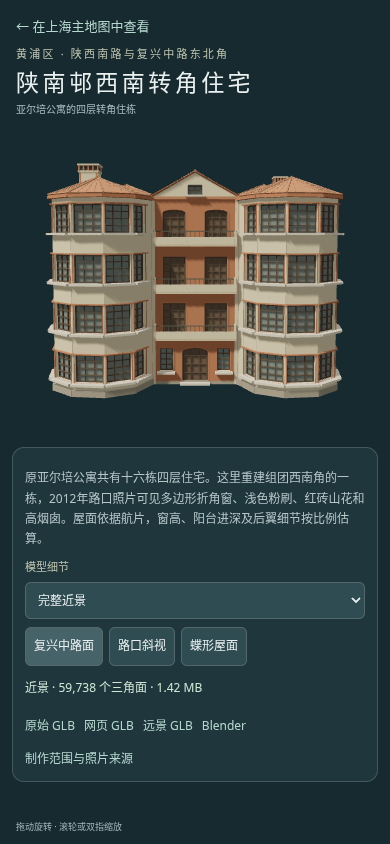 ← 在上海主地图中查看
黄浦区 · 陕西南路与复兴中路东北角
陕南邨西南转角住宅
亚尔培公寓的四层转角住栋
原亚尔培公寓共有十六栋四层住宅。这里重建组团西南角的一
栋，2012年路口照片可见多边形折角窗、浅色粉刷、红砖山花和
高烟囱。屋面依据航片，窗高、阳台进深及后翼细节按比例估
算。
模型细节
完整近景
复兴中路面 路口斜视 蝶形屋面
近景 · 59,738 个三角面 · 1.42 MB
原始 GLB 网页 GLB 远景 GLB Blender
制作范围与照片来源
拖动旋转 · 滚轮或双指缩放